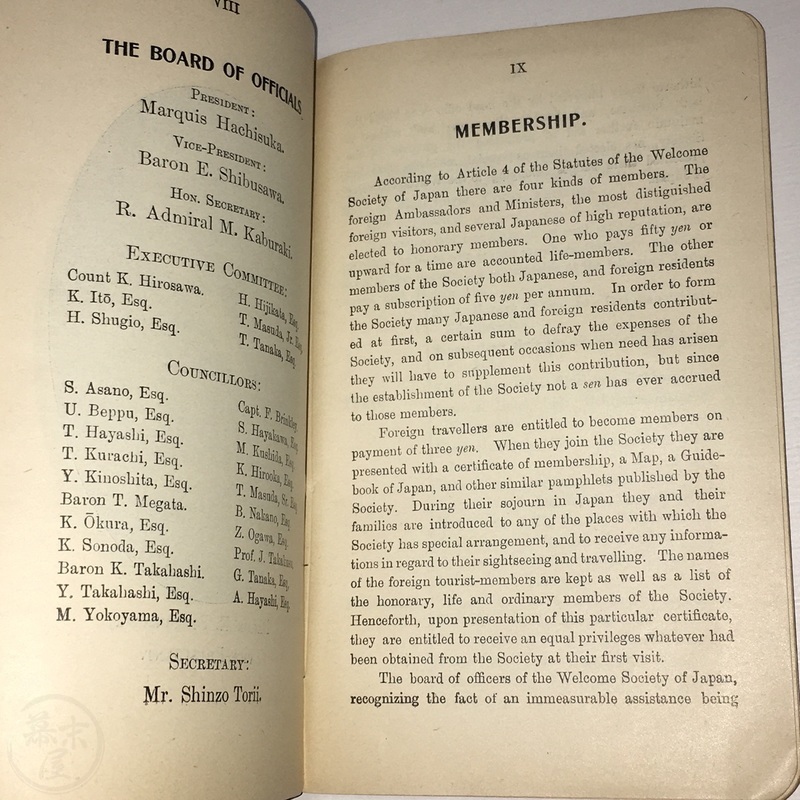 VIII
THE BOARD OF OFFICIALS
PRESIDENT:
Marquis Hachisuka.
VICE-PRESIDENT:
Baron E. Shibusawa.
HON. SECRETARY:
R. Admiral M. Kaburaki.
EXECUTIVE COMMITTEE:
Count K. Hirosawa.
K. Itō, Esq.
H. Shugio, Esq.
H. Hijikata, Esq.
T. Masuda, Jr. Esq.
T. Tanaka, Esq.
COUNCILLORS:
S. Asano, Esq.
U. Beppu, Esq.
T. Hayashi, Esq.
T. Kurachi, Esq.
Y. Kinoshita, Esq.
Baron T. Megata.
K. Ōkura, Esq.
K. Sonoda, Esq.
Baron K. Takahashi.
Y. Takahashi, Esq.
M. Yokoyama, Esq.
Capt. F. Brinkley
S. Hayakawa, Esq.
M. Kushida, Esq.
K. Hirooka, Esq.
T. Masuda, Sr. Esq.
B. Nakano, Esq.
Z. Ogawa, Esq.
Prof. J. Takakusu,
G. Tanaka, Esq.
A. Hayashi, Esq.
SECRETARY:
Mr. Shinzo Torii.
IX
MEMBERSHIP.
According to Article 4 of the Statutes of the Welcome
Society of Japan there are four kinds of members. The
foreign Ambassadors and Ministers, the most distiguished
foreign visitors, and several Japanese of high reputation, are
elected to honorary members. One who pays fifty yen or
upward for a time are accounted life-members. The other
members of the Society both Japanese, and foreign residents
pay a subscription of five yen per annum. In order to form
the Society many Japanese and foreign residents contribut-
ed at first, a certain sum to defray the expenses of the
Society, and on subsequent occasions when need has arisen
they will have to supplement this contribution, but since
the establishment of the Society not a sen has ever accrued
to those members.
Foreign travellers are entitled to become members on
payment of three yen. When they join the Society they are
presented with a certificate of membership, a Map, a Guide-
book of Japan, and other similar pamphlets published by the
Society. During their sojourn in Japan they and their
families are introduced to any of the places with which the
Society has special arrangement, and to receive any informa-
tions in regard to their sightseeing and travelling. The names
of the foreign tourist-members are kept as well as a list of
the honorary, life and ordinary members of the Society.
Henceforth, upon presentation of this particular certificate,
they are entitled to receive an equal privileges whatever had
been obtained from the Society at their first visit.
The board of officers of the Welcome Society of Japan,
recognizing the fact of an immeasurable assistance being
幕末屋